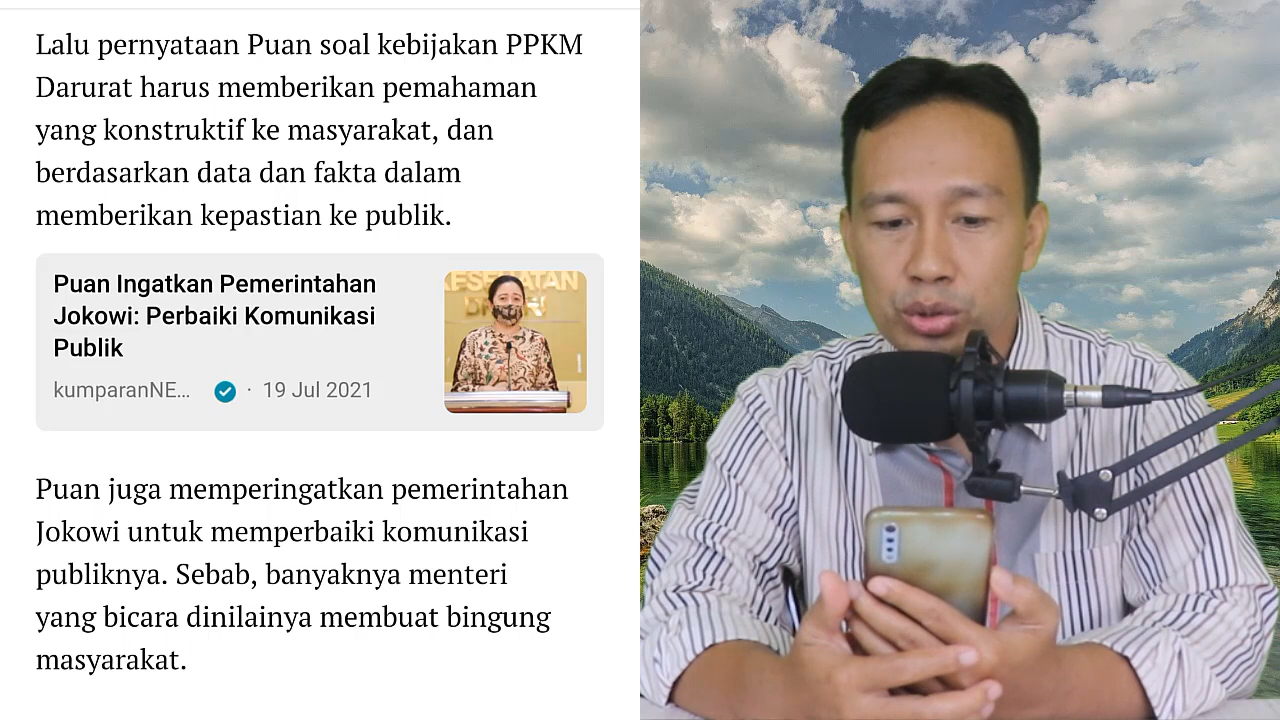 Lalu pernyataan Puan soal kebijakan PPKM
Darurat harus memberikan pemahaman
yang konstruktif ke masyarakat, dan
berdasarkan data dan fakta dalam
memberikan kepastian ke publik.
Puan Ingatkan Pemerintahan
Jokowi: Perbaiki Komunikasi
Publik
kumparanNE... · 19 Jul 2021
Puan juga memperingatkan pemerintahan
Jokowi untuk memperbaiki komunikasi
publiknya. Sebab, banyaknya menteri
yang bicara dinilainya membuat bingung
masyarakat.